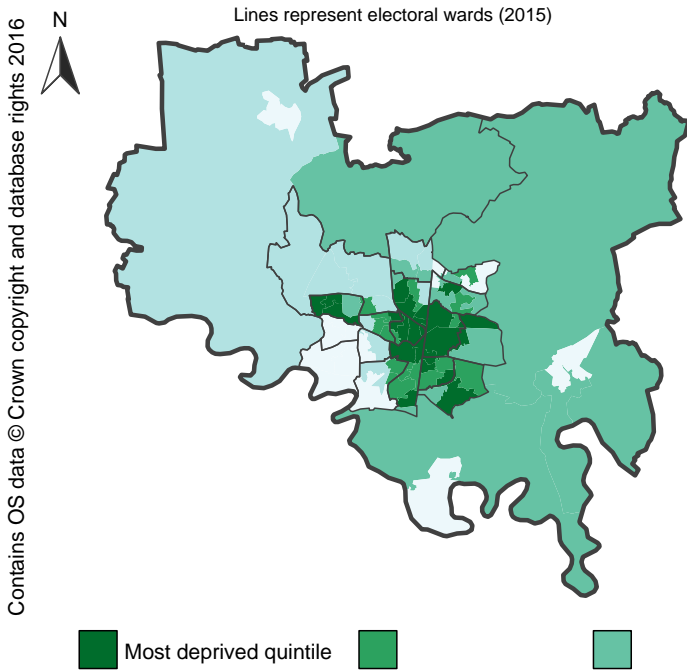 Lines represent electoral wards (2015)
N
Contains OS data © Crown copyright and database rights 2016
Most deprived quintile